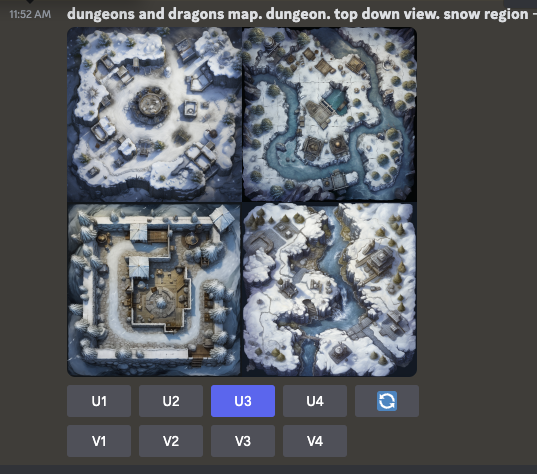 11:52 AM dungeons and dragons map. dungeon. top down view. snow region -
U1 U2 U3 U4
V1 V2 V3 V4